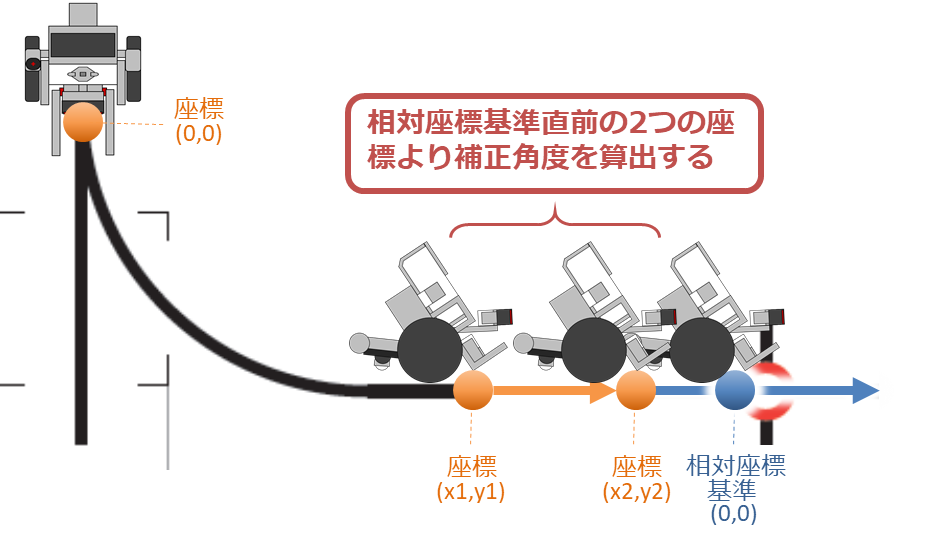 座標
(0,0)
相対座標基準直前の2つの座
標より補正角度を算出する
座標
(x1,y1)
座標
(x2,y2)
相対座標
基準
(0,0)